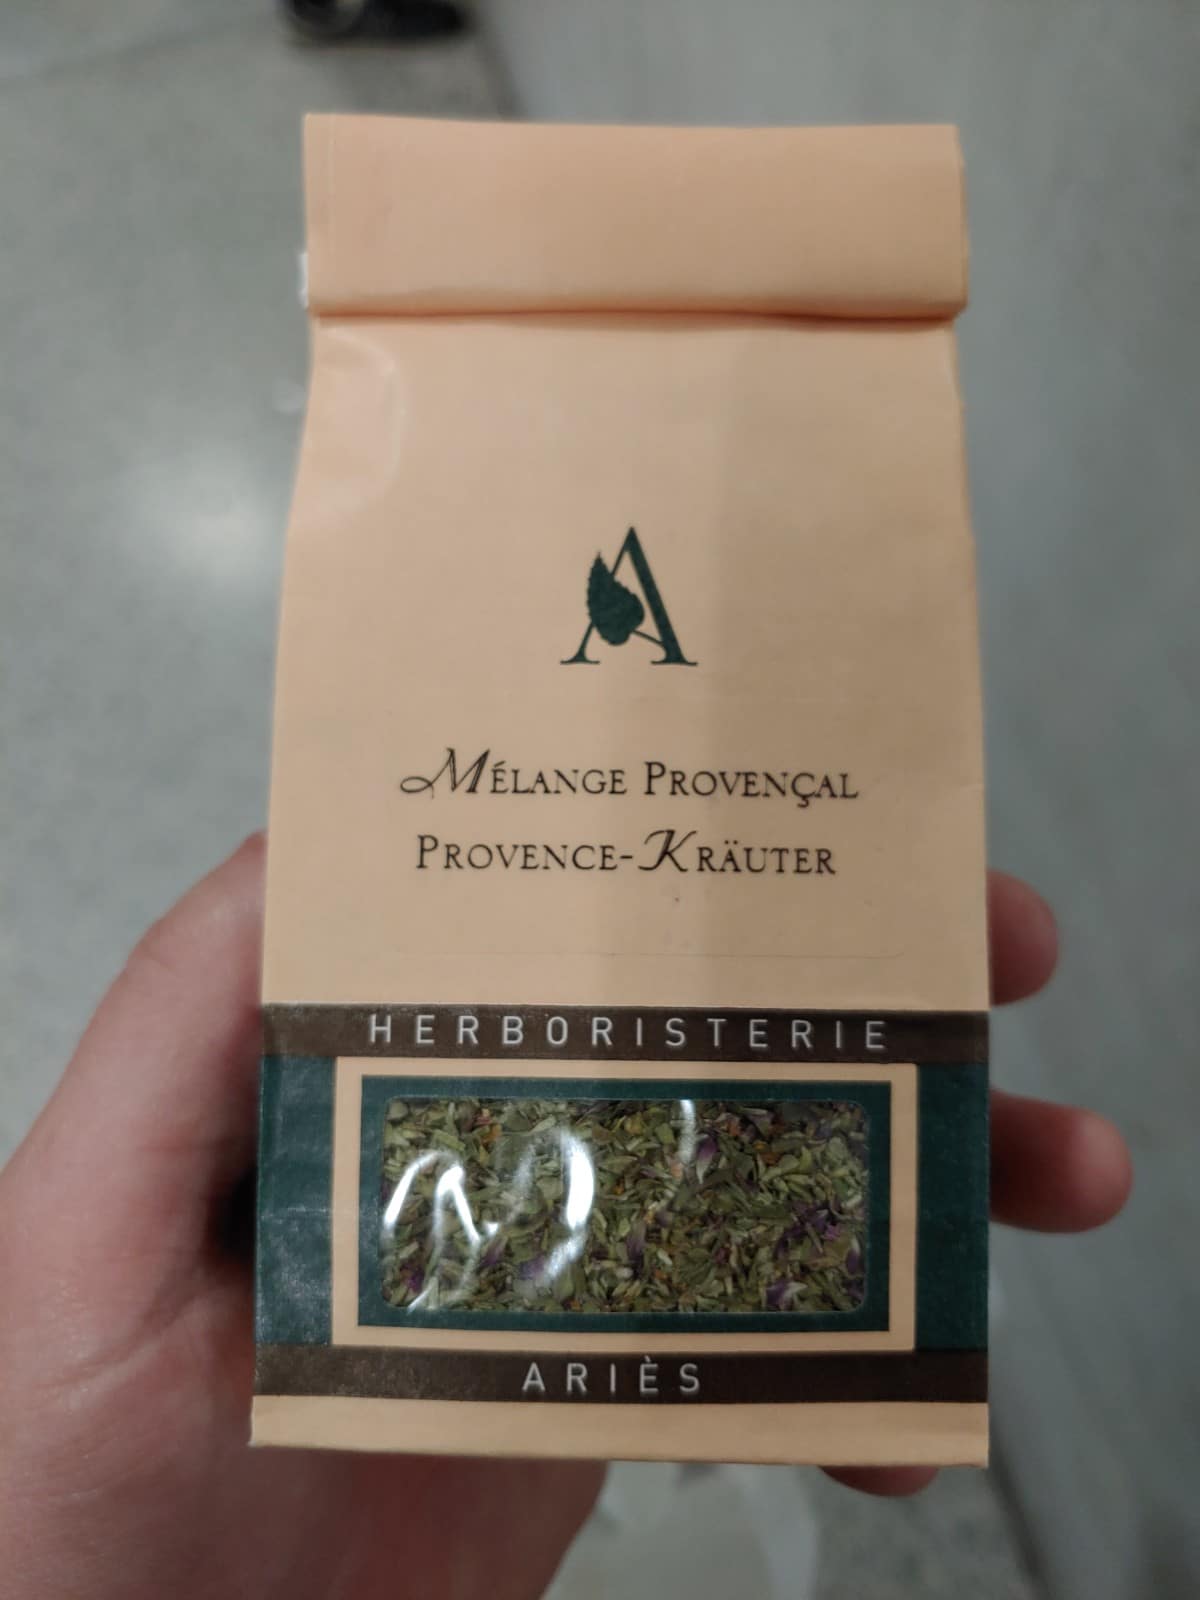 A
MÉLANGE PROVENÇAL
PROVENCE-KRÄUTER
HERBORISTERIE
ARIÈS